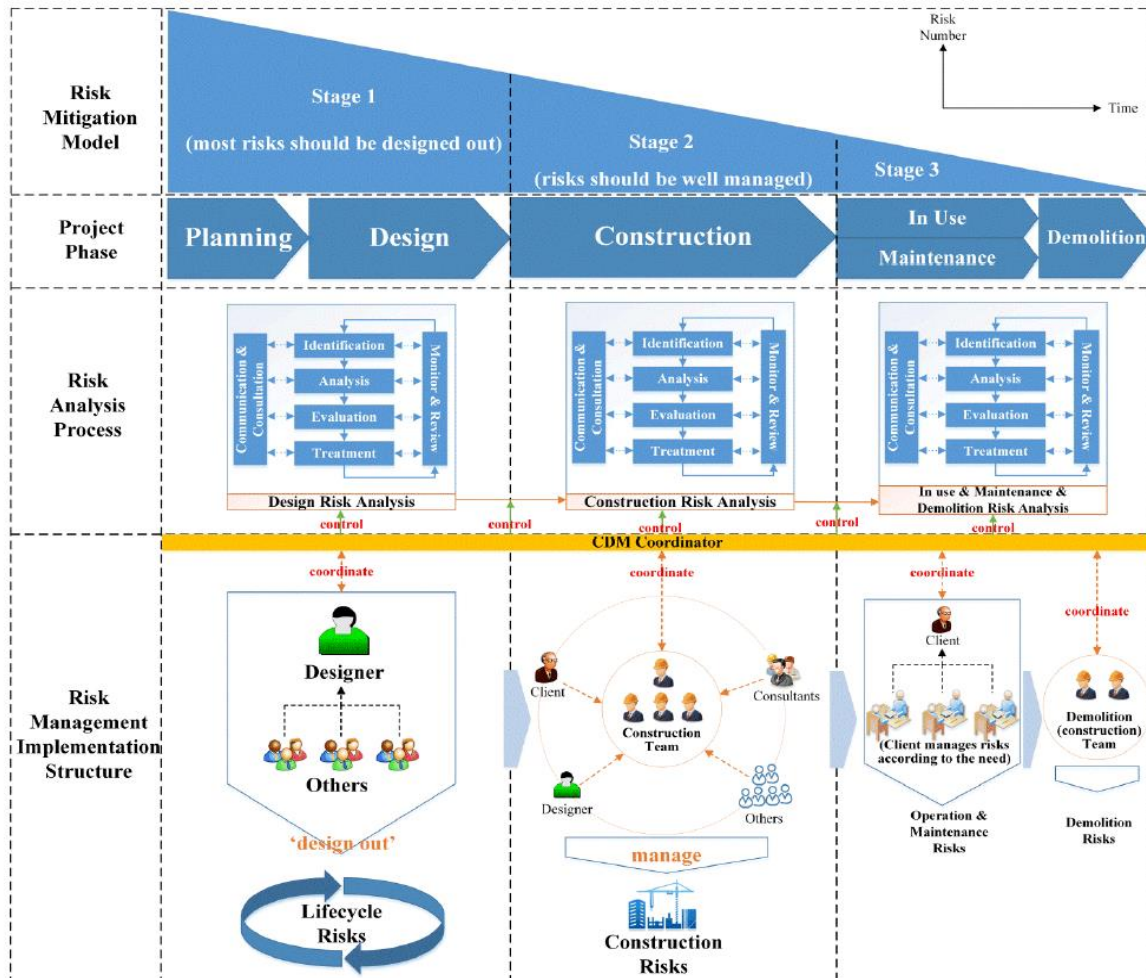 Risk
Mitigation
Model
Stage 1
(most risks should be designed out)
Stage 2
(risks should be well managed)
Stage 3
Risk
Number
Time
Project
Phase
Planning
Design
Construction
In Use
Maintenance
Demolition
Risk
Analysis
Process
Communication &
Consultation
Identification
Analysis
Evaluation
Treatment
Monitor & Review
Design Risk Analysis
Communication &
Consultation
Identification
Analysis
Evaluation
Treatment
Monitor & Review
Construction Risk Analysis
Communication &
Consultation
Identification
Analysis
Evaluation
Treatment
Monitor & Review
In use & Maintenance &
Demolition Risk Analysis
control
control
control
control
control
CDM Coordinator
Risk
Management
Implementation
Structure
coordinate
Designer
Others
'design out'
Lifecycle
Risks
coordinate
Client
Consultants
Construction
Team
Designer
Others
manage
Construction
Risks
coordinate
Client
(Client manages risks
according to the need)
Operation &
Maintenance
Risks
coordinate
Demolition
(construction)
Team
Demolition
Risks